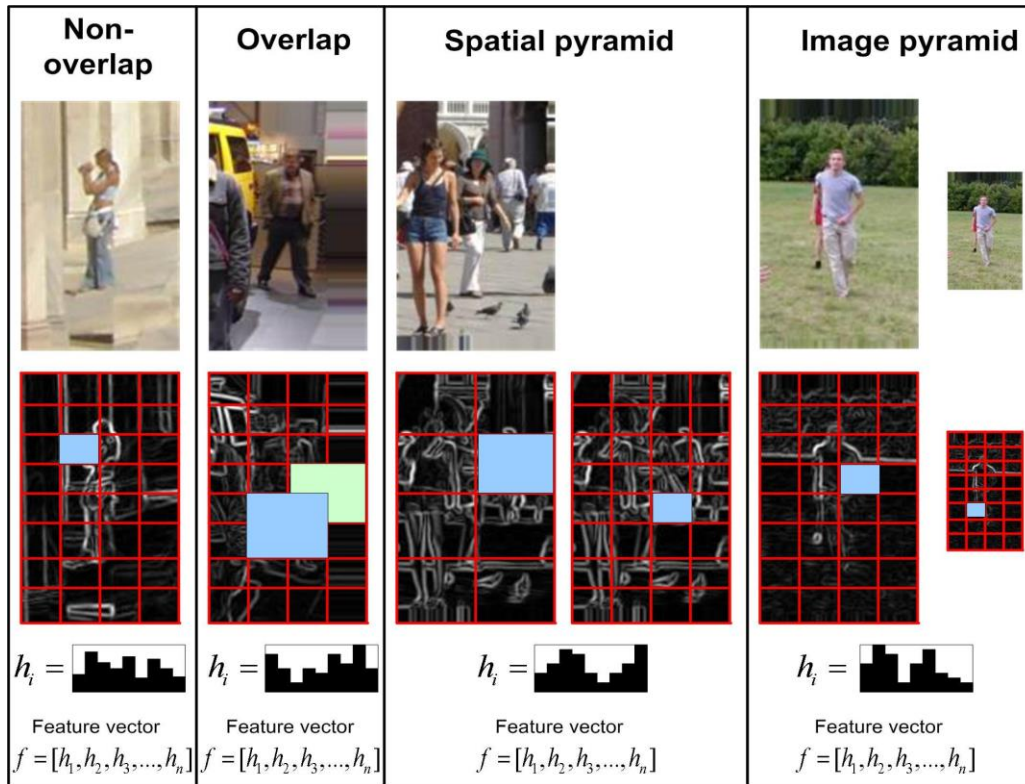 Non-
overlap
Overlap
Spatial pyramid
Image pyramid
h_i =
h_i =
h_i =
h_i =
Feature vector
Feature vector
Feature vector
Feature vector
f = [h_1, h_2, h_3, ..., h_n]
f = [h_1, h_2, h_3, ..., h_n]
f = [h_1, h_2, h_3, ..., h_n]
f = [h_1, h_2, h_3, ..., h_n]